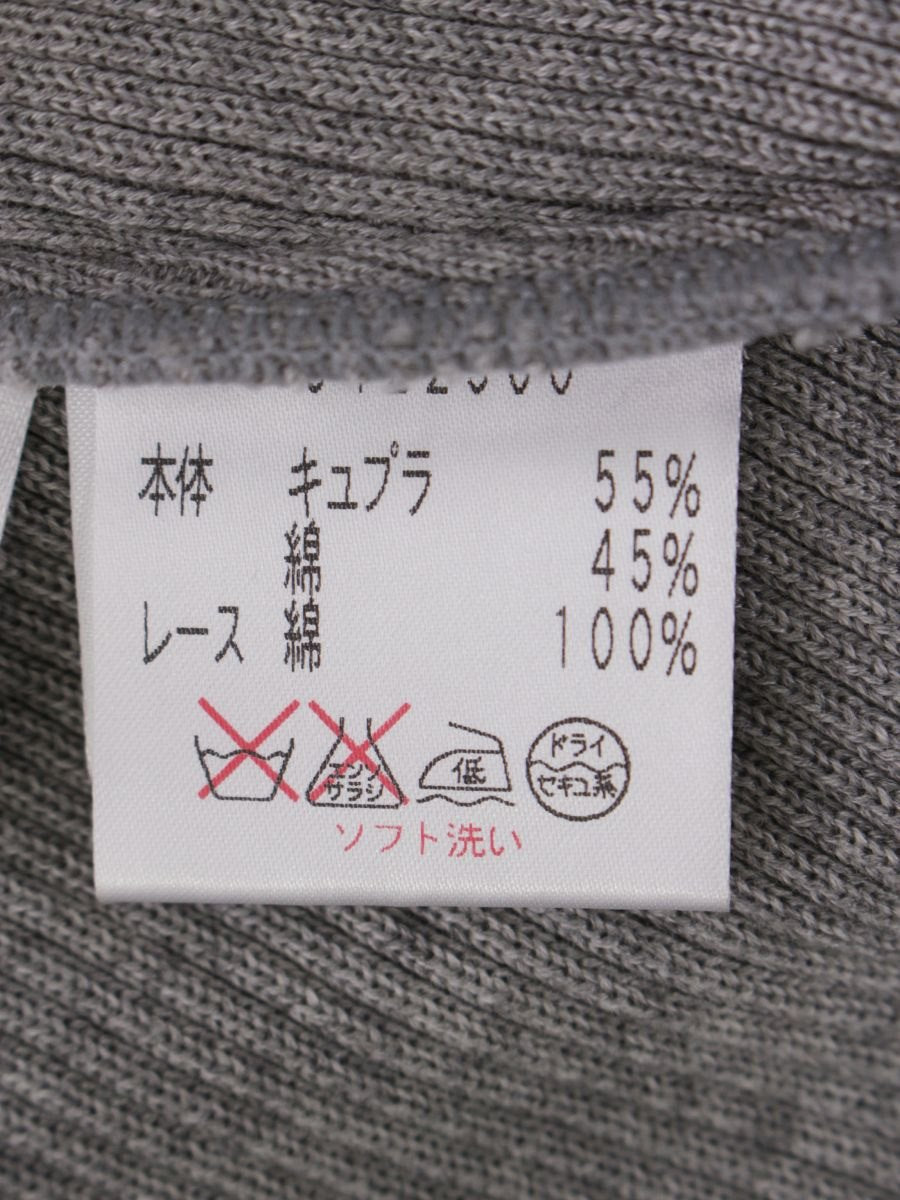 本体 キュプラ 55%
綿 45%
レース 綿 100%
エンソ
サラシ
低
ドライ
セキユ系
ソフト洗い